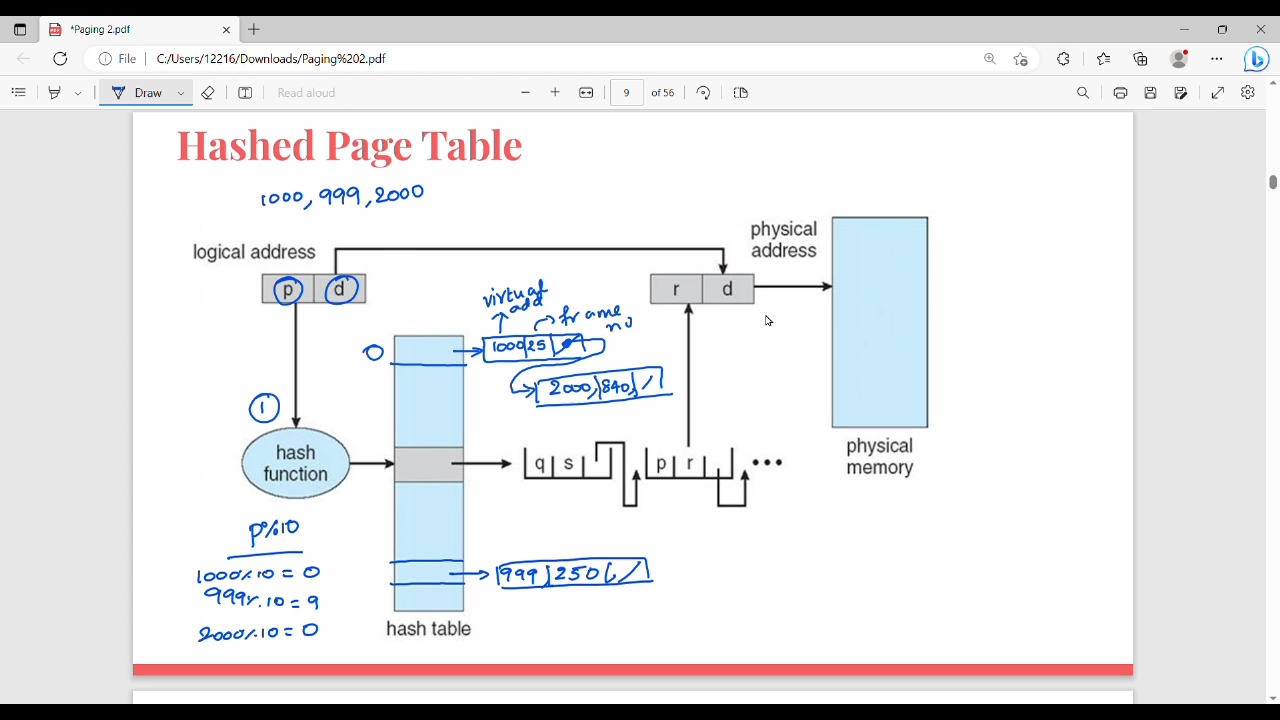 *Paging 2.pdf
File
C:/Users/12216/Downloads/Paging%202.pdf
Draw
Read aloud
9
of 56
Hashed Page Table
1000, 999, 2000
logical address
physical
address
p
d
r
d
virtual
add
frame
no
0
1000 25
2000, 840,
1
hash
function
q s
p r
physical
memory
p%10
1000%10 = 0
999%10 = 9
2000%10 = 0
999 250
hash table